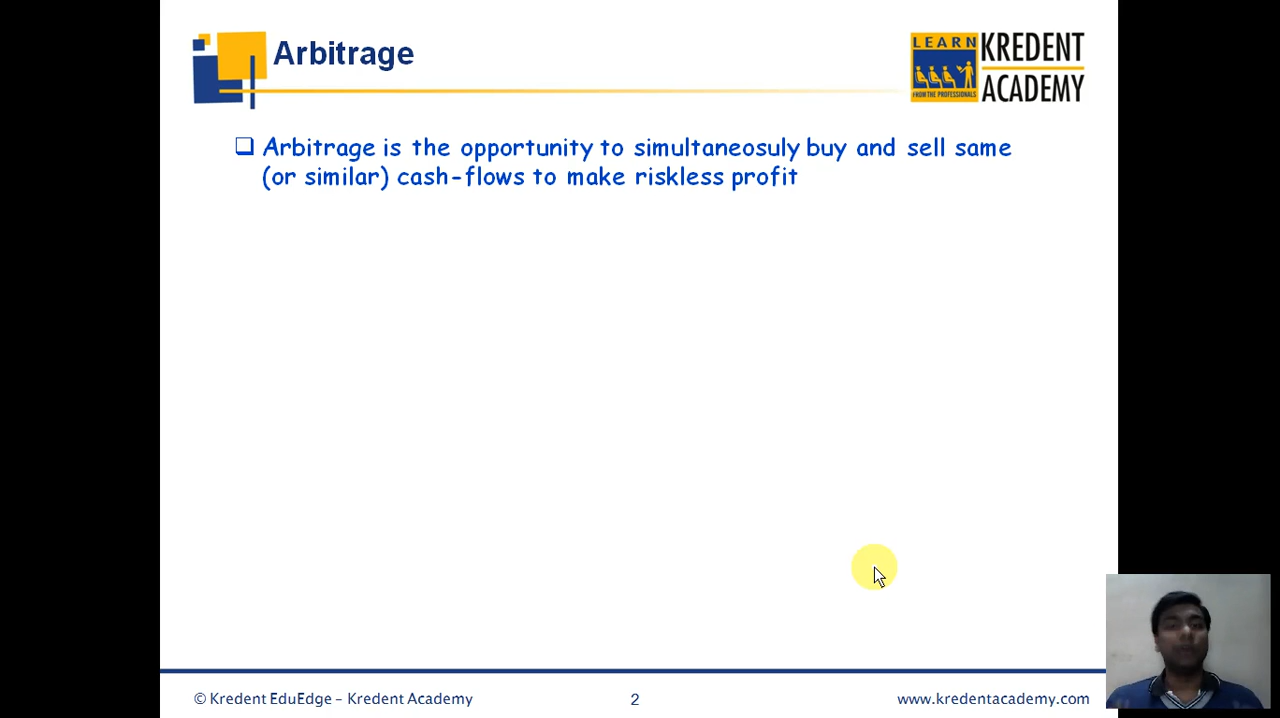 Arbitrage
LEARN
FROM THE PROFESSIONALS
KREDENT
ACADEMY
❑ Arbitrage is the opportunity to simultaneosuly buy and sell same
(or similar) cash-flows to make riskless profit
© Kredent EduEdge - Kredent Academy
2
www.kredentacademy.com